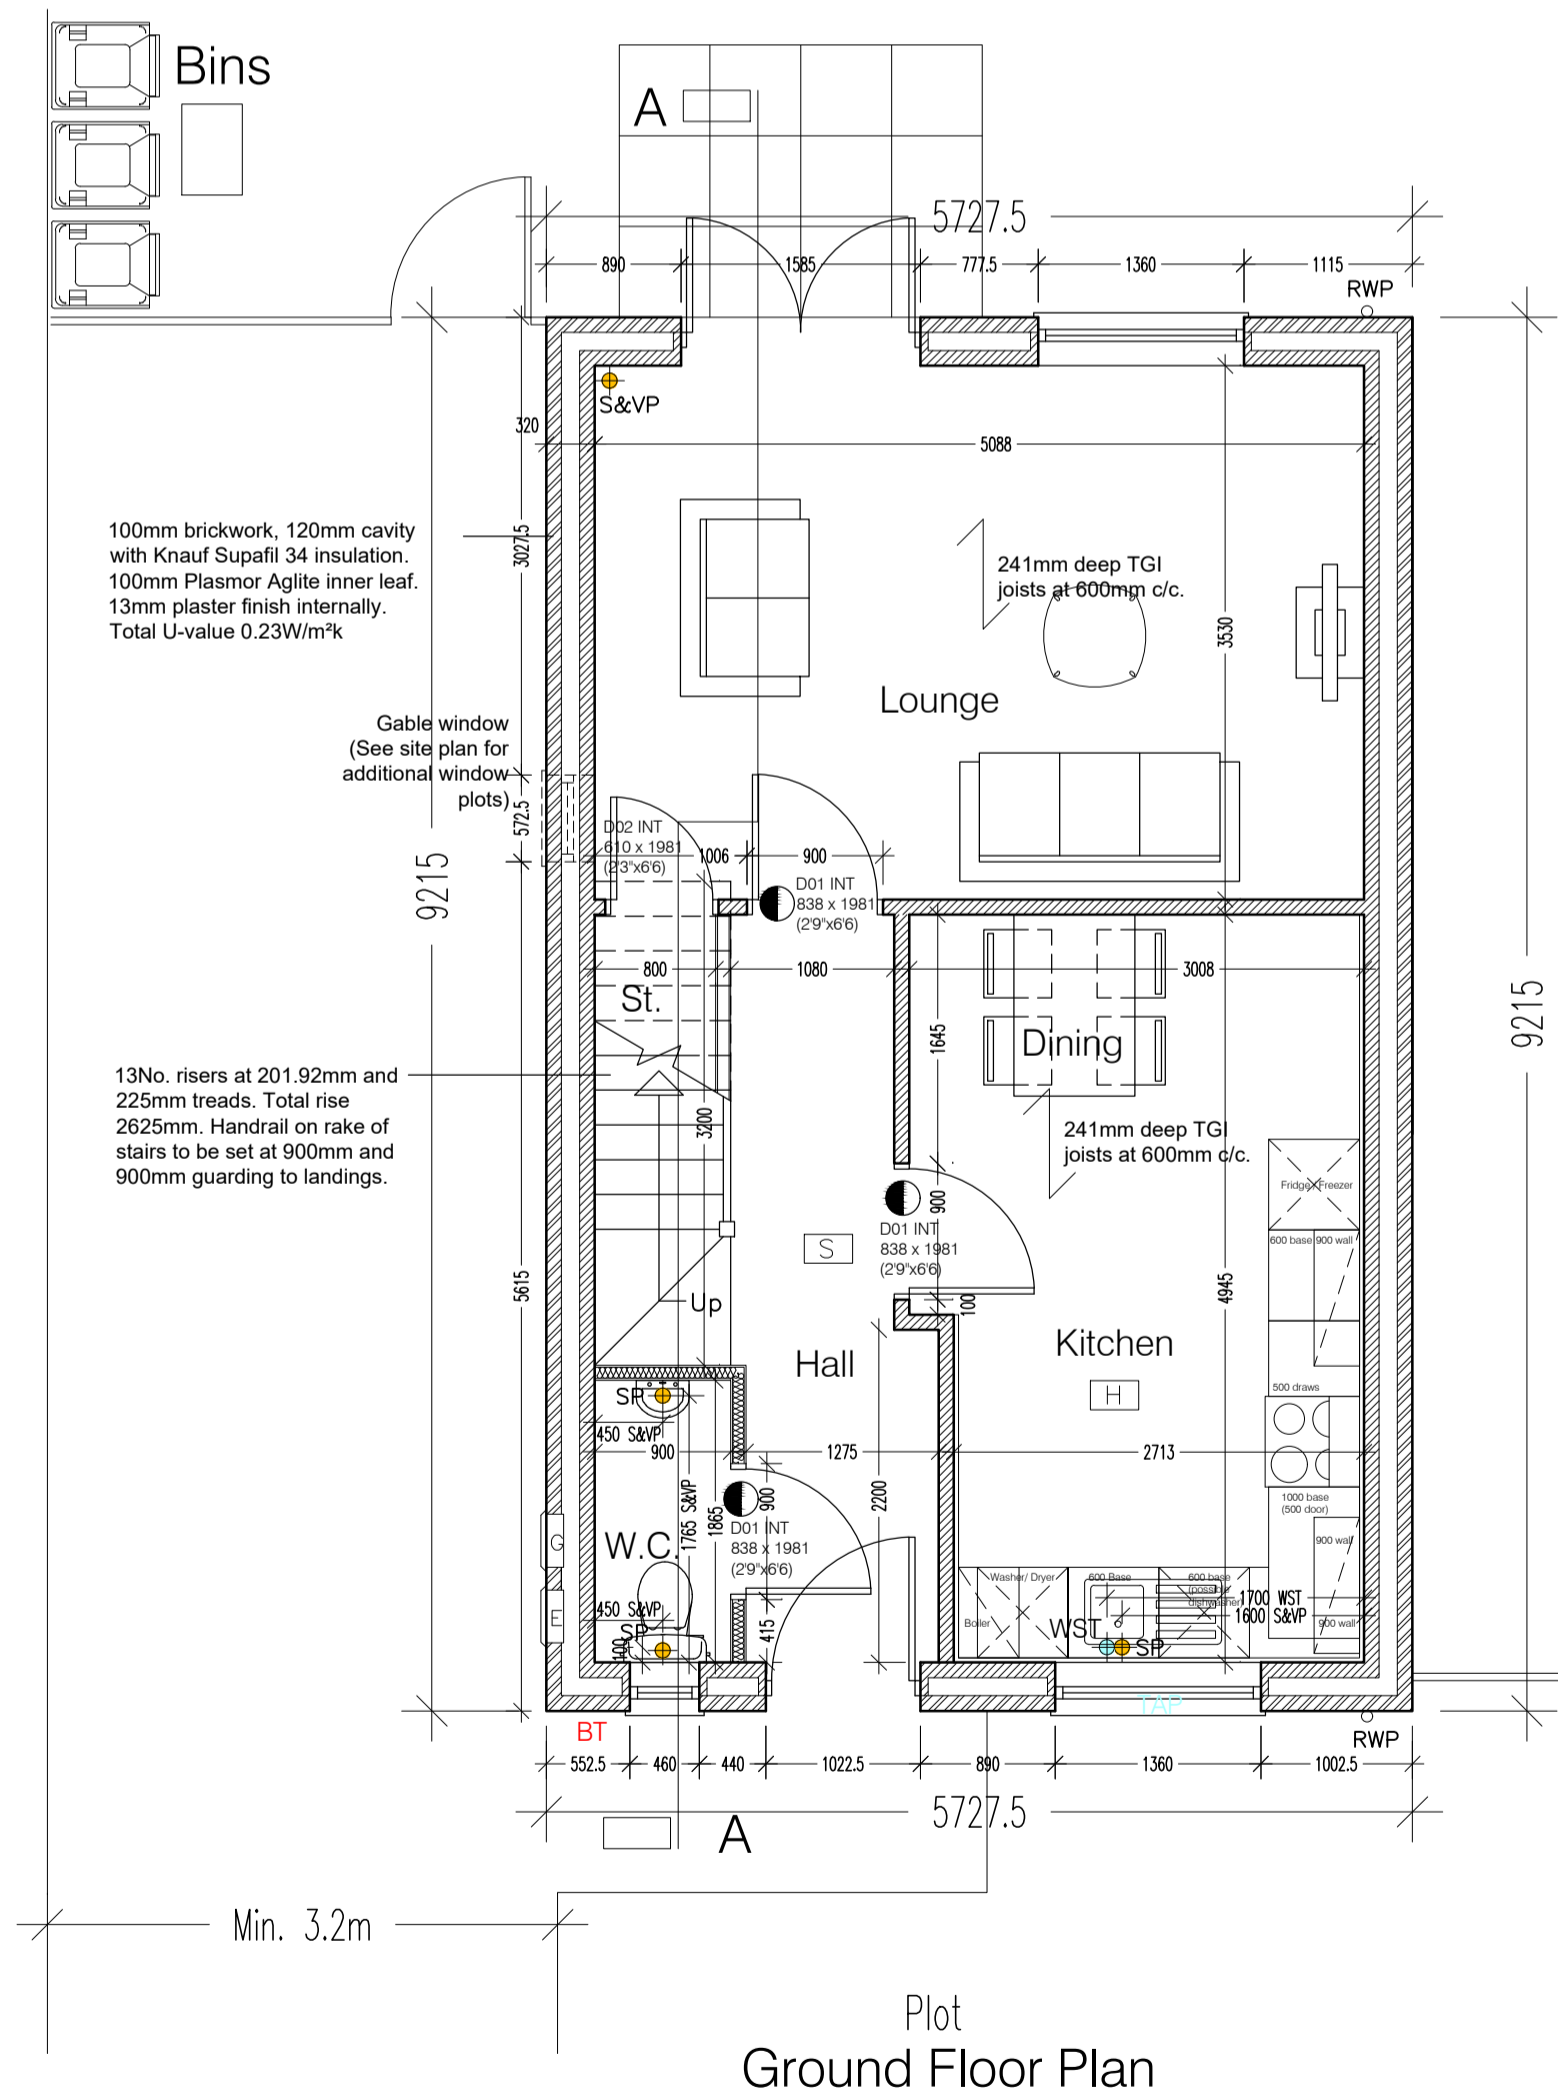 Bins
A
5727.5
890
1585
777.5
1360
1115
RWP
S&VP
320
5088
100mm brickwork, 120mm cavity
with Knauf Supafil 34 insulation.
100mm Plasmor Aglite inner leaf.
13mm plaster finish internally.
Total U-value 0.23W/m²k
3027.5
241mm deep TGI
joists at 600mm c/c.
3530
Lounge
Gable window
(See site plan for
additional window
plots)
572.5
9215
D02 INT
610 x 1981
(2'3"x6'6)
1006
900
D01 INT
838 x 1981
(2'9"x6'6)
800
1080
3008
St.
1645
Dining
9215
13No. risers at 201.92mm and
225mm treads. Total rise
2625mm. Handrail on rake of
stairs to be set at 900mm and
900mm guarding to landings.
3200
241mm deep TGI
joists at 600mm c/c.
Fridge Freezer
900
D01 INT
838 x 1981
(2'9"x6'6)
S
600 base
900 wall
5615
4945
Up
100
Hall
Kitchen
H
500 draws
SP
450 S&VP
900
1275
2713
2200
1765 S&VP
1865
900
D01 INT
838 x 1981
(2'9"x6'6)
1000 base
(500 door)
900 wall
G
W.C.
E
450 S&VP
SP
100
415
Washer/ Dryer
600 Base
600 base
(possible
dishwasher)
1700 WST
1600 S&VP
900 wall
Boiler
WST
SP
TAP
BT
RWP
552.5
460
440
1022.5
890
1360
1002.5
5727.5
A
Min. 3.2m
Plot
Ground Floor Plan